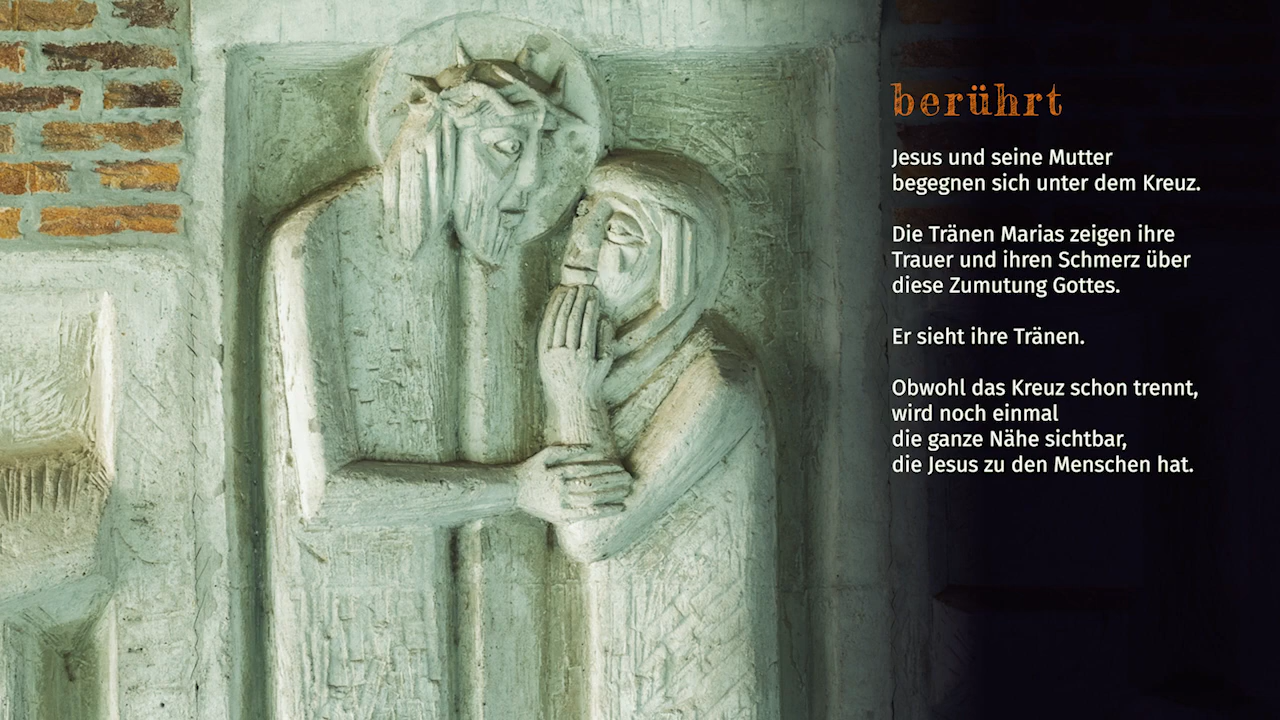 berührt
Jesus und seine Mutter
begegnen sich unter dem Kreuz.
Die Tränen Marias zeigen ihre
Trauer und ihren Schmerz über
diese Zumutung Gottes.
Er sieht ihre Tränen.
Obwohl das Kreuz schon trennt,
wird noch einmal
die ganze Nähe sichtbar,
die Jesus zu den Menschen hat.